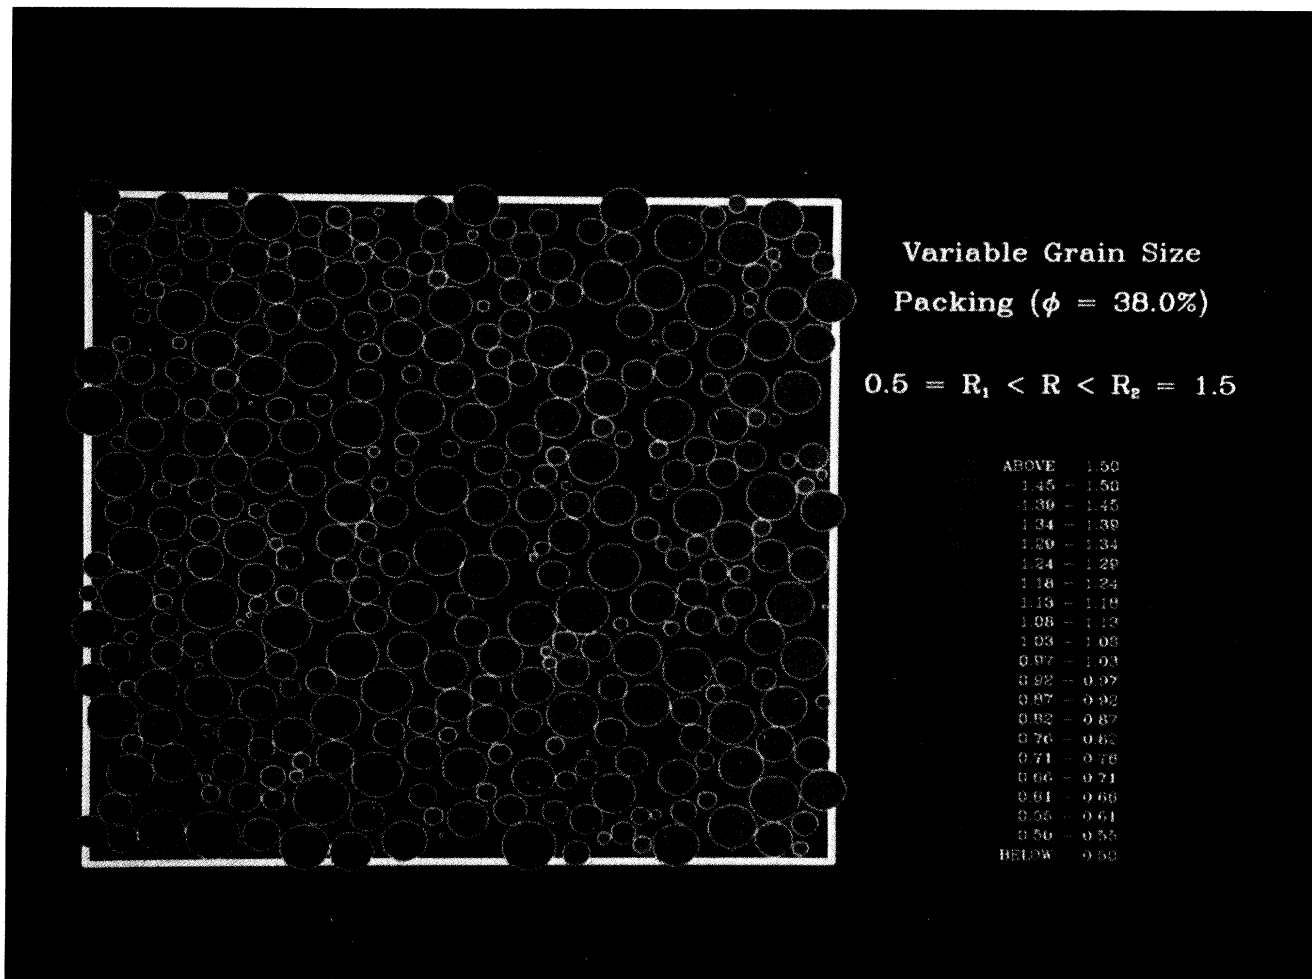 Variable Grain Size
Packing (ϕ = 38.0%)
0.5 = R₁ < R < R₂ = 1.5
ABOVE 1.50
1.45 - 1.50
1.39 - 1.45
1.34 - 1.39
1.29 - 1.34
1.24 - 1.29
1.18 - 1.24
1.13 - 1.18
1.08 - 1.13
1.03 - 1.08
0.97 - 1.03
0.92 - 0.97
0.87 - 0.92
0.82 - 0.87
0.76 - 0.82
0.71 - 0.76
0.66 - 0.71
0.61 - 0.66
0.55 - 0.61
0.50 - 0.55
BELOW 0.50